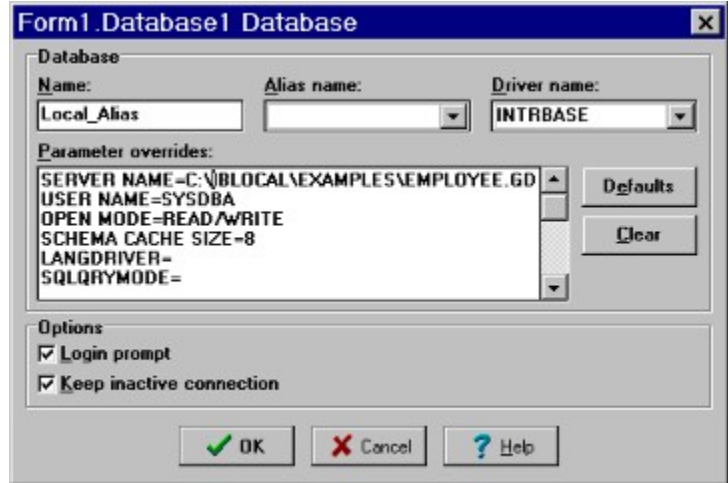 Form1.Database1 Database
Database
Name: Alias name: Driver name:
Local_Alias INTRBASE
Parameter overrides:
SERVER NAME=C:\IBLOCAL\EXAMPLES\EMPLOYEE.GD
USER NAME=SYSDBA
OPEN MODE=READ/WRITE
SCHEMA CACHE SIZE=8
LANGDRIVER=
SQLQRYMODE=
Defaults
Clear
Options
Login prompt
Keep inactive connection
OK Cancel Help